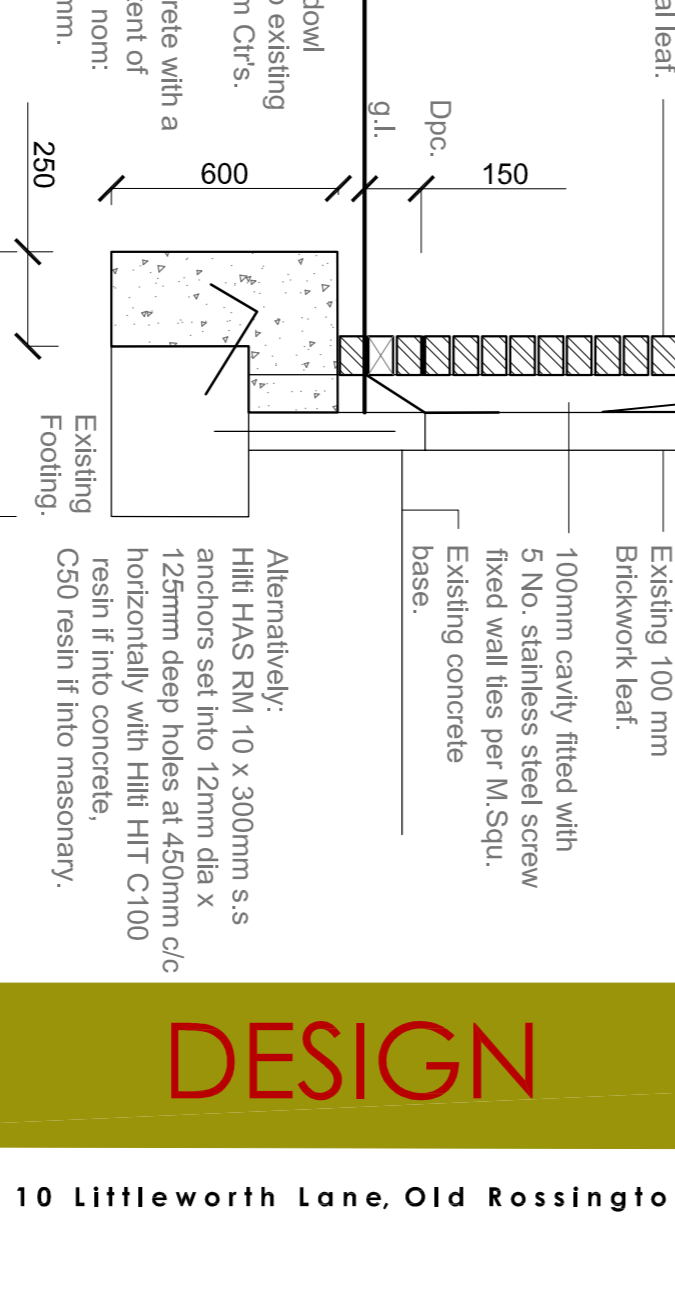 al leaf.
dowl
existing
m Ctr's.
rete with a
ent of
nom:
mm.
g.l.
Dpc.
250
600
150
Existing
Footing.
Alternatively:
Hilti HAS RM 10 x 300mm s.s
anchors set into 12mm dia x
125mm deep holes at 450mm c/c
horizontally with Hilti HIT C100
resin if into concrete,
C50 resin if into masonary.
Existing concrete
base.
100mm cavity fitted with
5 No. stainless steel screw
fixed wall ties per M.Squ.
Existing 100 mm
Brickwork leaf.
DESIGN
10 Littleworth Lane, Old Rossingto